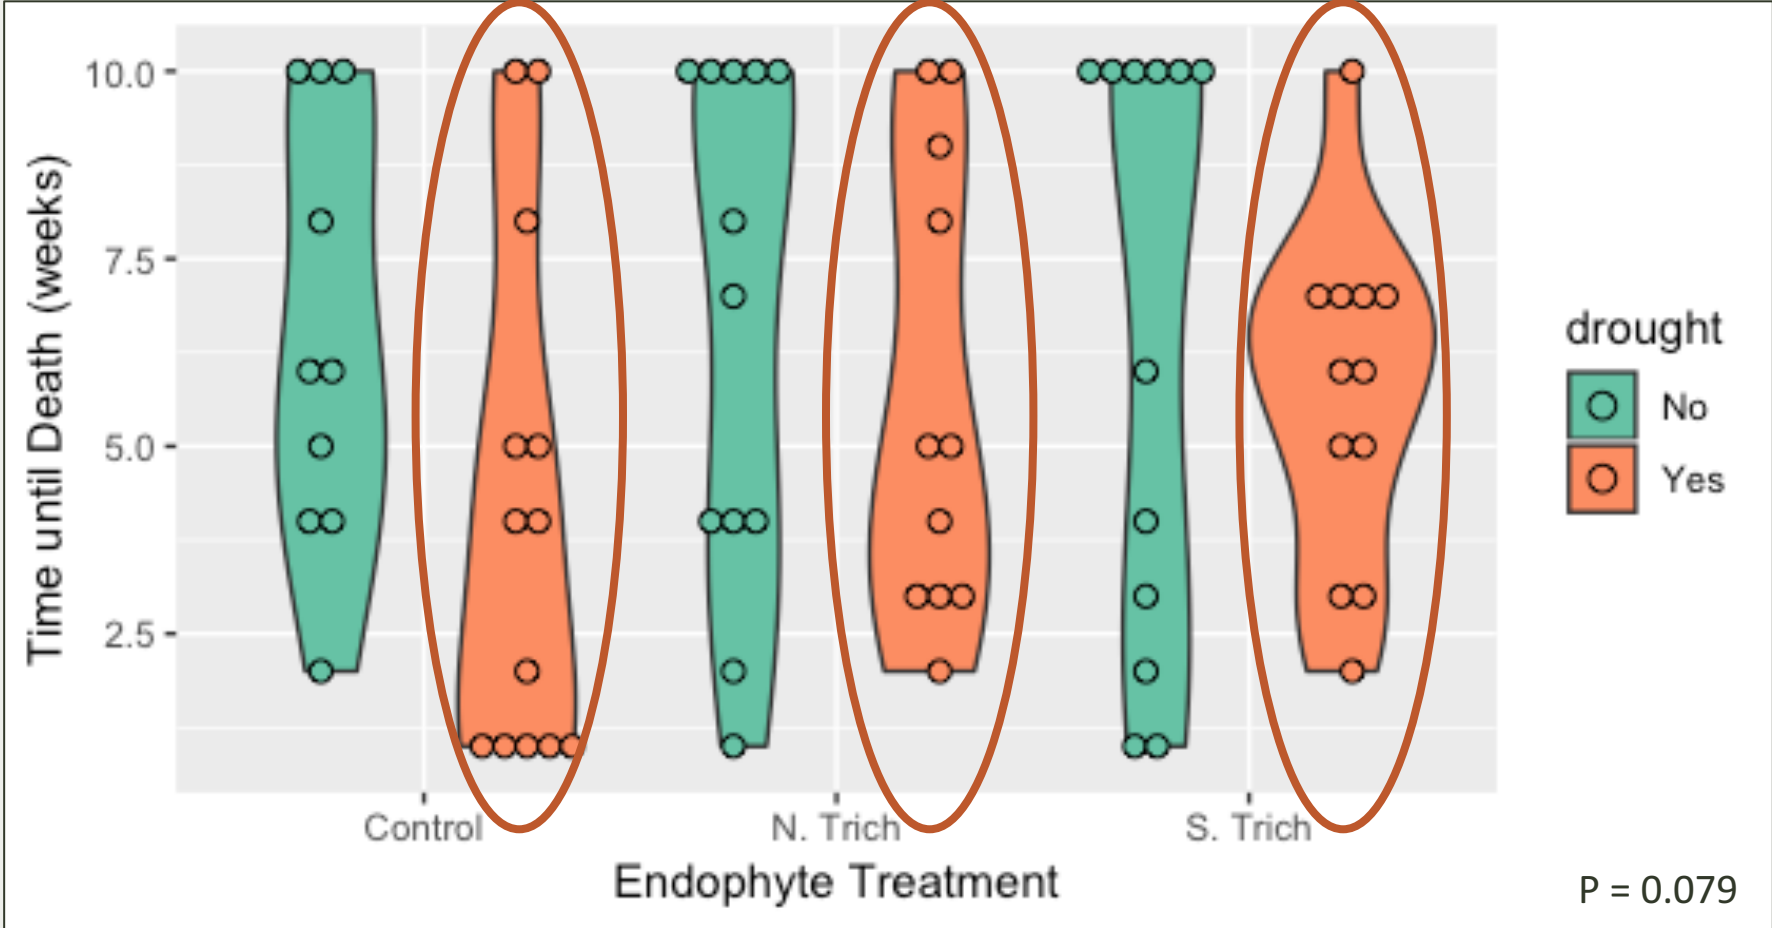 Time until Death (weeks)
10.0
7.5
5.0
2.5
Control
N. Trich
S. Trich
Endophyte Treatment
drought
No
Yes
P = 0.079